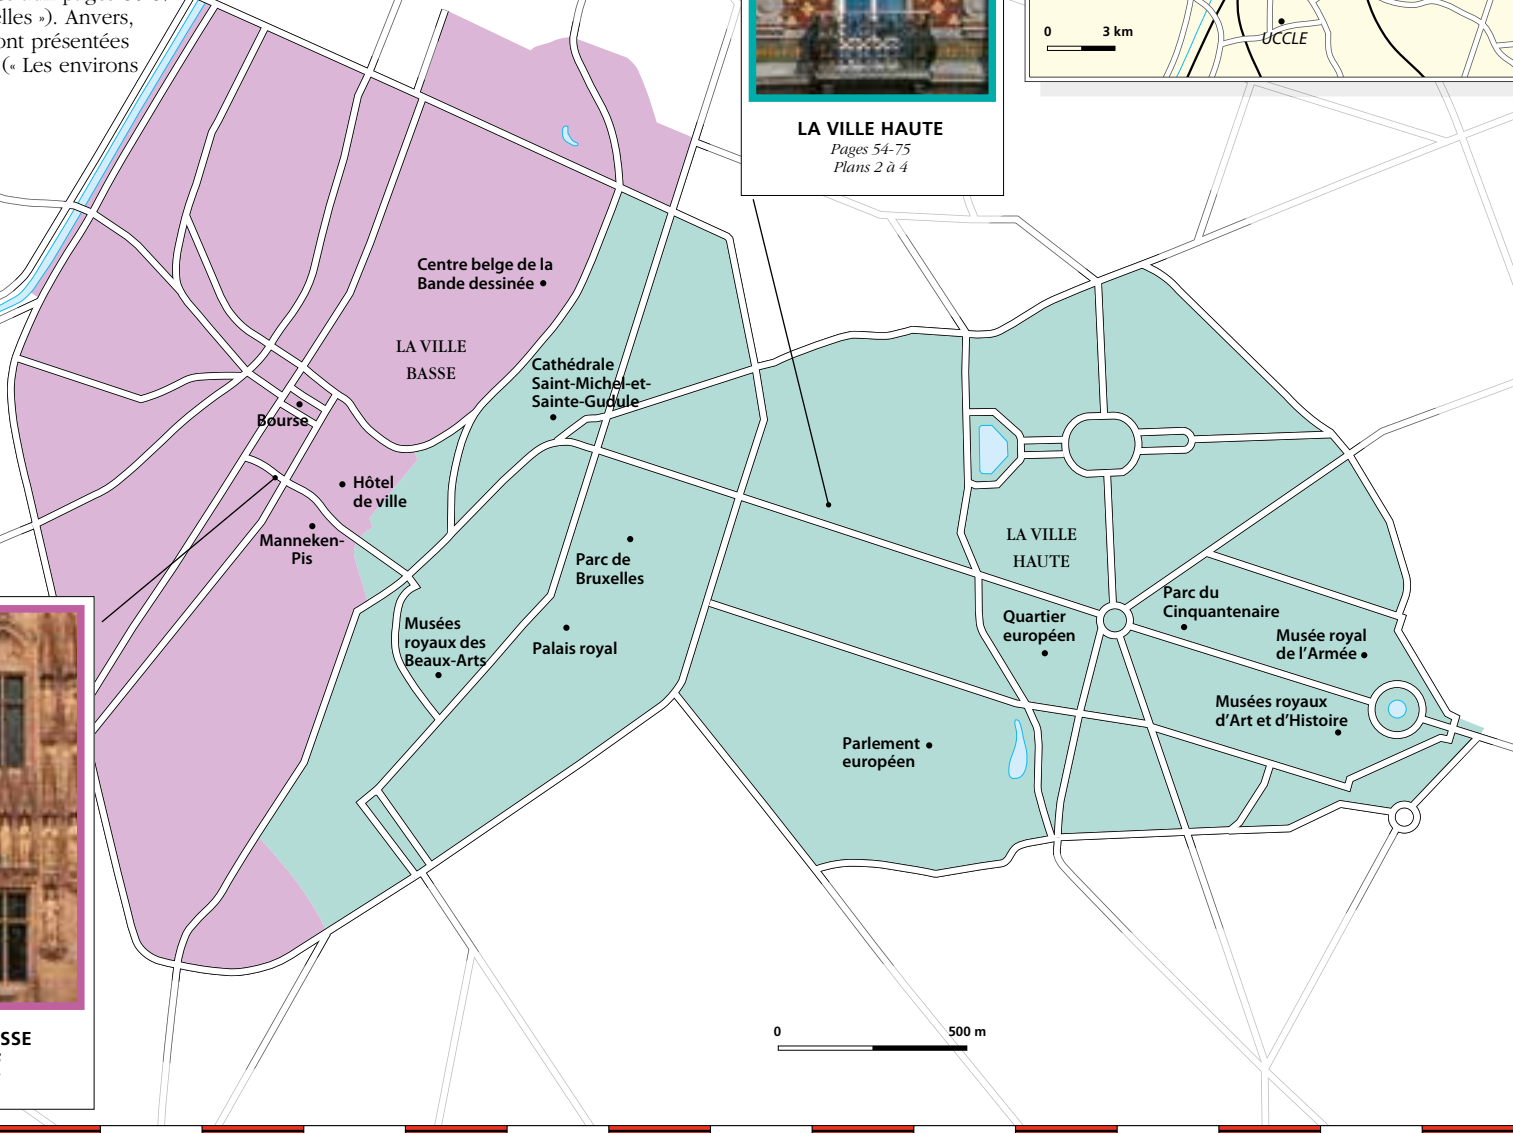 elles »). Anvers,
ont présentées
(« Les environs
LA VILLE HAUTE
Pages 54-75
Plans 2 à 4
0 3 km
UCCLE
Centre belge de la
Bande dessinée
LA VILLE
BASSE
Cathédrale
Saint-Michel-et-
Sainte-Gudule
Bourse
Hôtel
de ville
Manneken-
Pis
Parc de
Bruxelles
Musées
royaux des
Beaux-Arts
Palais royal
LA VILLE
HAUTE
Quartier
européen
Parc du
Cinquantenaire
Musée royal
de l'Armée
Musées royaux
d'Art et d'Histoire
Parlement
européen
SSE
0 500 m